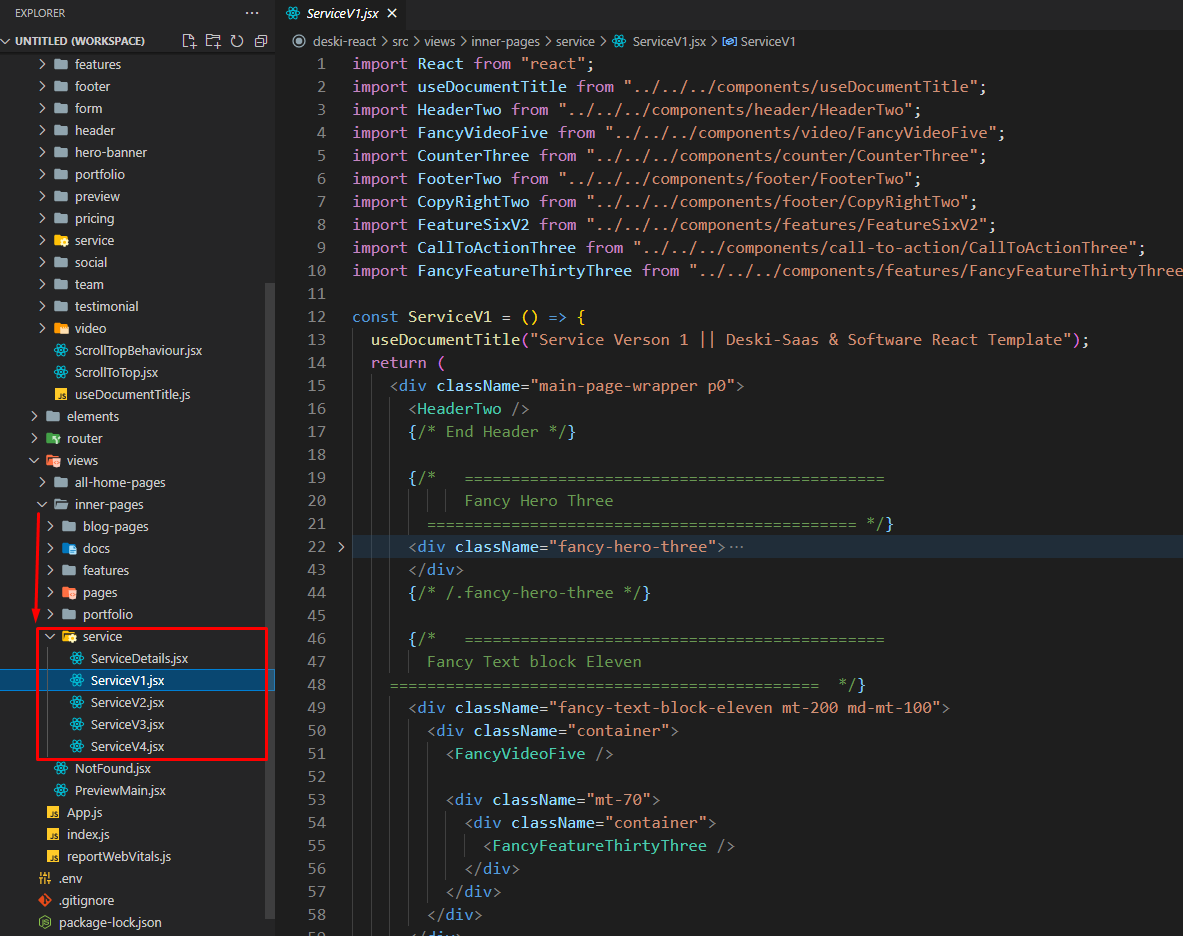 EXPLORER
UNTITLED (WORKSPACE)
features
footer
form
header
hero-banner
portfolio
preview
pricing
service
social
team
testimonial
video
ScrollTopBehaviour.jsx
ScrollToTop.jsx
useDocumentTitle.js
elements
router
views
all-home-pages
inner-pages
blog-pages
docs
features
pages
portfolio
service
ServiceDetails.jsx
ServiceV1.jsx
ServiceV2.jsx
ServiceV3.jsx
ServiceV4.jsx
NotFound.jsx
PreviewMain.jsx
App.js
index.js
reportWebVitals.js
.env
.gitignore
package-lock.json
ServiceV1.jsx
deski-react > src > views > inner-pages > service > ServiceV1.jsx > ServiceV1
1 import React from "react";
2 import useDocumentTitle from "../../../components/useDocumentTitle";
3 import HeaderTwo from "../../../components/header/HeaderTwo";
4 import FancyVideoFive from "../../../components/video/FancyVideoFive";
5 import CounterThree from "../../../components/counter/CounterThree";
6 import FooterTwo from "../../../components/footer/FooterTwo";
7 import CopyRightTwo from "../../../components/footer/CopyRightTwo";
8 import FeatureSixV2 from "../../../components/features/FeatureSixV2";
9 import CallToActionThree from "../../../components/call-to-action/CallToActionThree";
10 import FancyFeatureThirtyThree from "../../../components/features/FancyFeatureThirtyThree
11
12 const ServiceV1 = () => {
13 useDocumentTitle("Service Verson 1 || Deski-Saas & Software React Template");
14 return (
15 <div className="main-page-wrapper p0">
16 <HeaderTwo />
17 {/* End Header */}
18
19 {/* =============================================
20 Fancy Hero Three
21 ============================================== */}
22 <div className="fancy-hero-three"> ⋯
43 </div>
44 {/* /.fancy-hero-three */}
45
46 {/* =============================================
47 Fancy Text block Eleven
48 ============================================== */}
49 <div className="fancy-text-block-eleven mt-200 md-mt-100">
50 <div className="container">
51 <FancyVideoFive />
52
53 <div className="mt-70">
54 <div className="container">
55 <FancyFeatureThirtyThree />
56 </div>
57 </div>
58 </div>